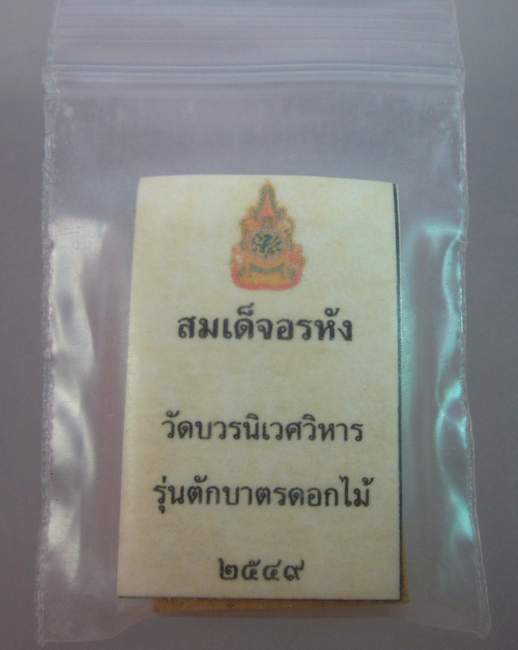 สมเด็จอรหัง
วัดบวรนิเวศวิหาร
รุ่นตักบาตรดอกไม้
๒๕๔๙